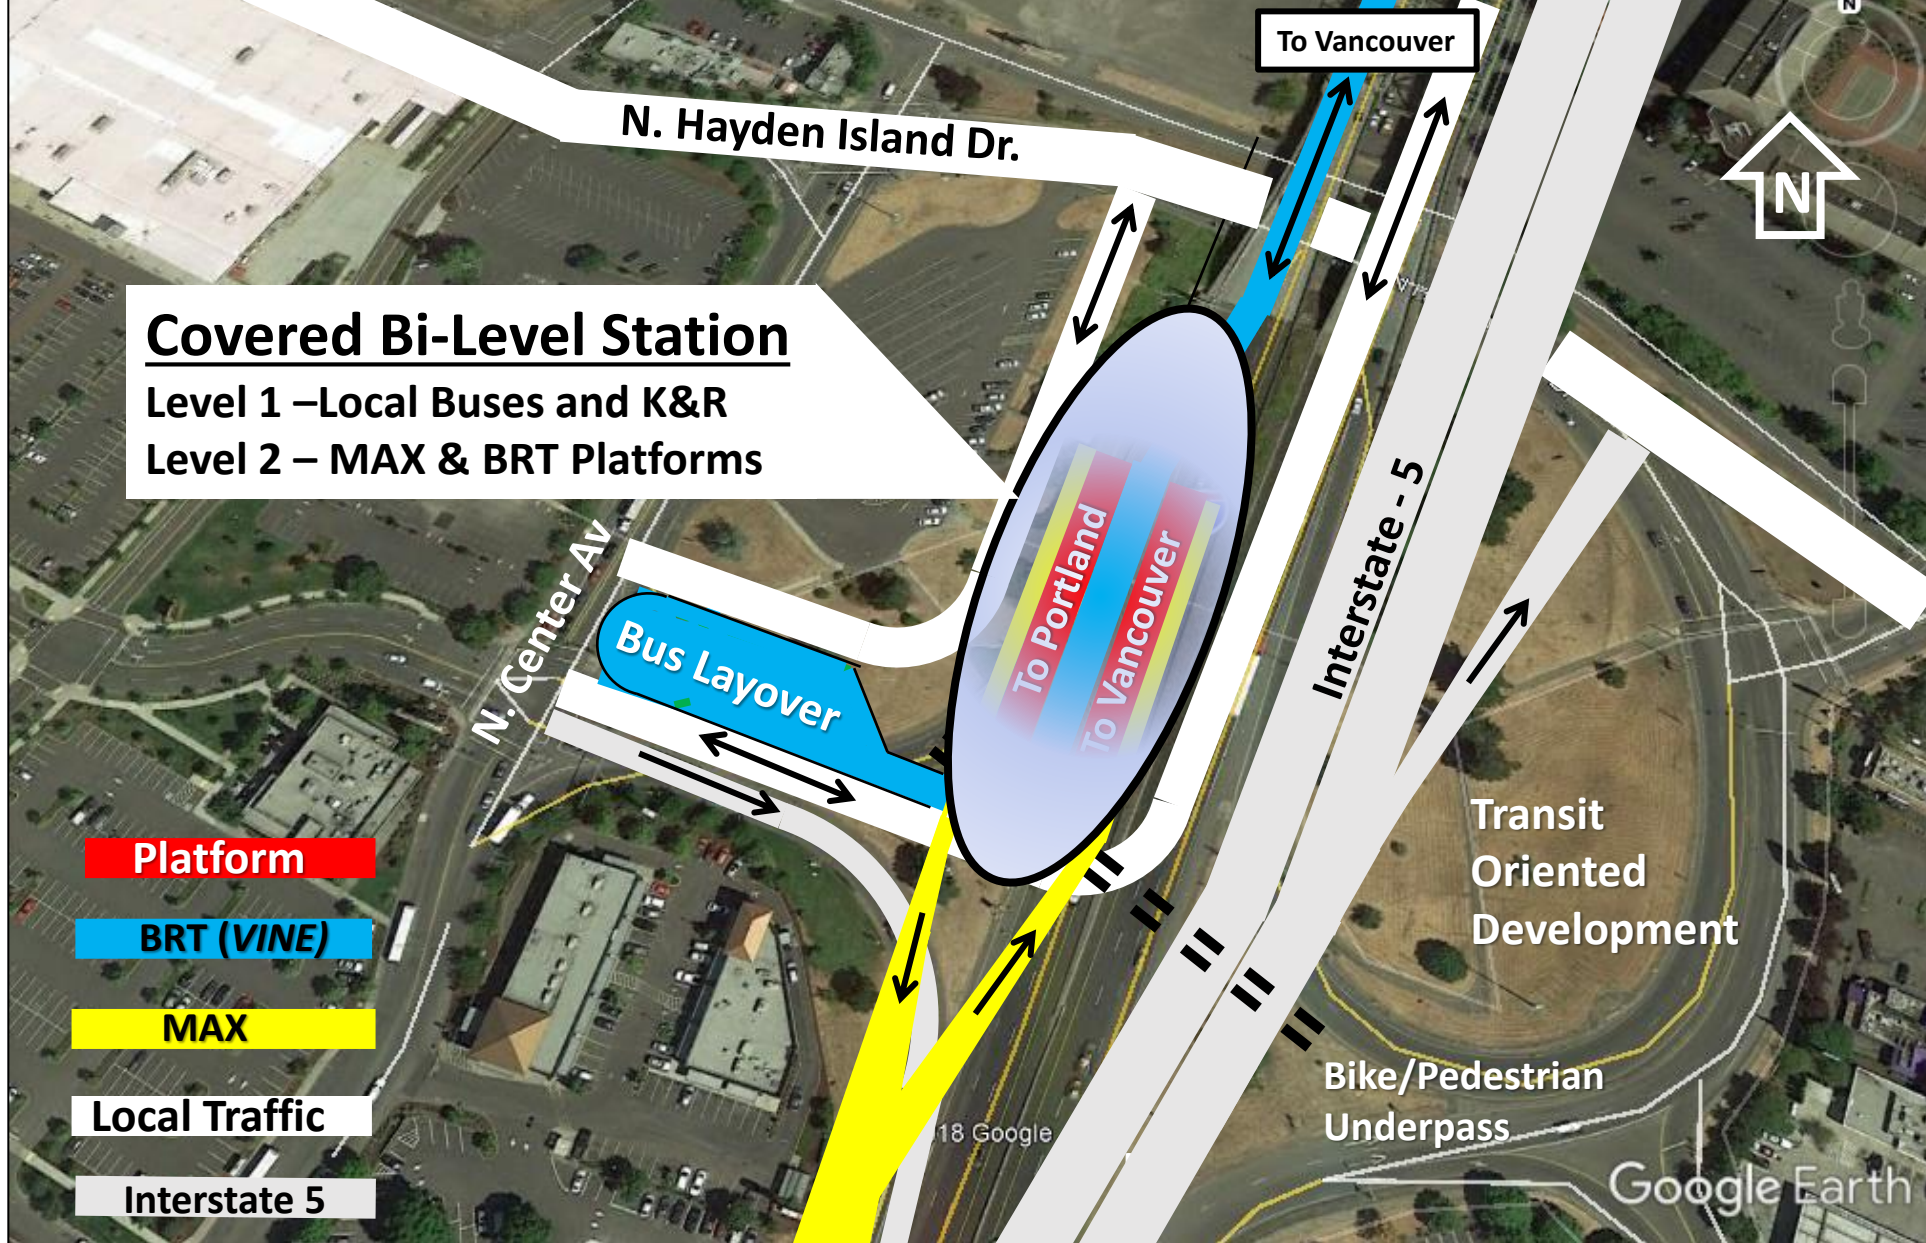 N
To Vancouver
N. Hayden Island Dr.
N
Covered Bi-Level Station
Level 1 –Local Buses and K&R
Level 2 – MAX & BRT Platforms
Interstate - 5
N. Center Av
To Portland
To Vancouver
Bus Layover
Platform
BRT (VINE)
MAX
Local Traffic
Interstate 5
Transit
Oriented
Development
Bike/Pedestrian
Underpass
18 Google
Google Earth